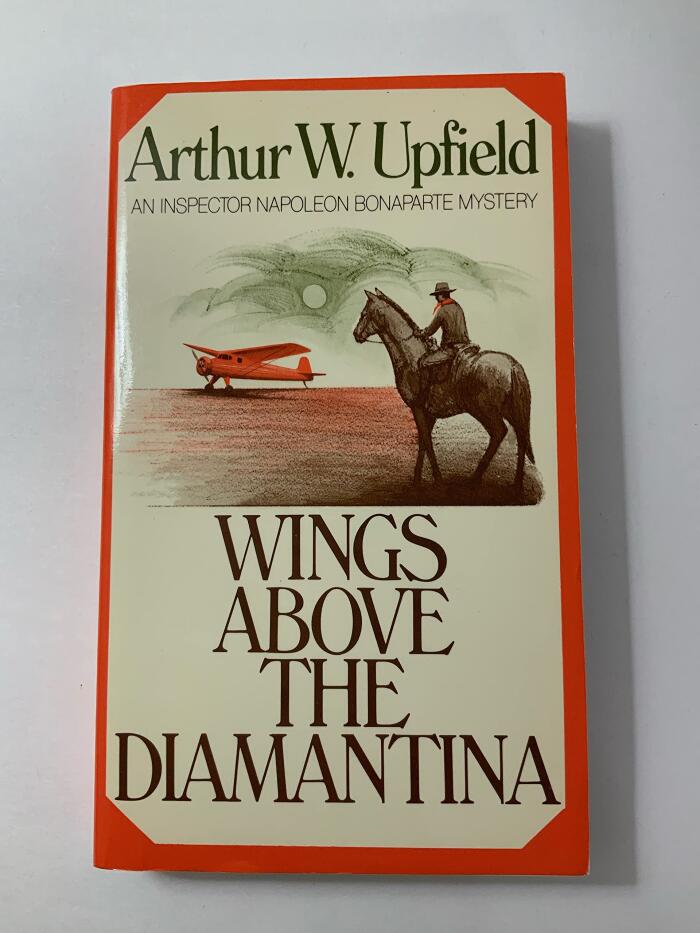 Arthur W. Upfield
AN INSPECTOR NAPOLEON BONAPARTE MYSTERY
WINGS
ABOVE
THE
DIAMANTINA